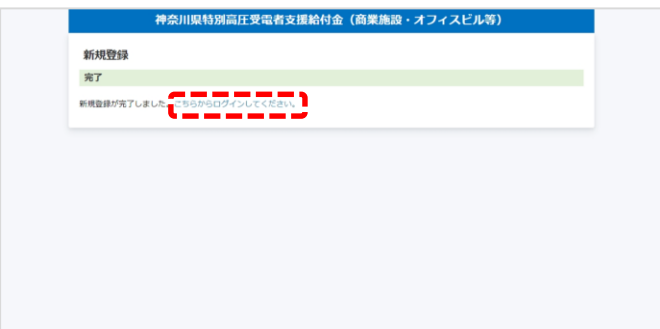 神奈川県特別高圧受電者支援給付金（商業施設・オフィスビル等）
新規登録
完了
新規登録が完了しました。こちらからログインしてください。